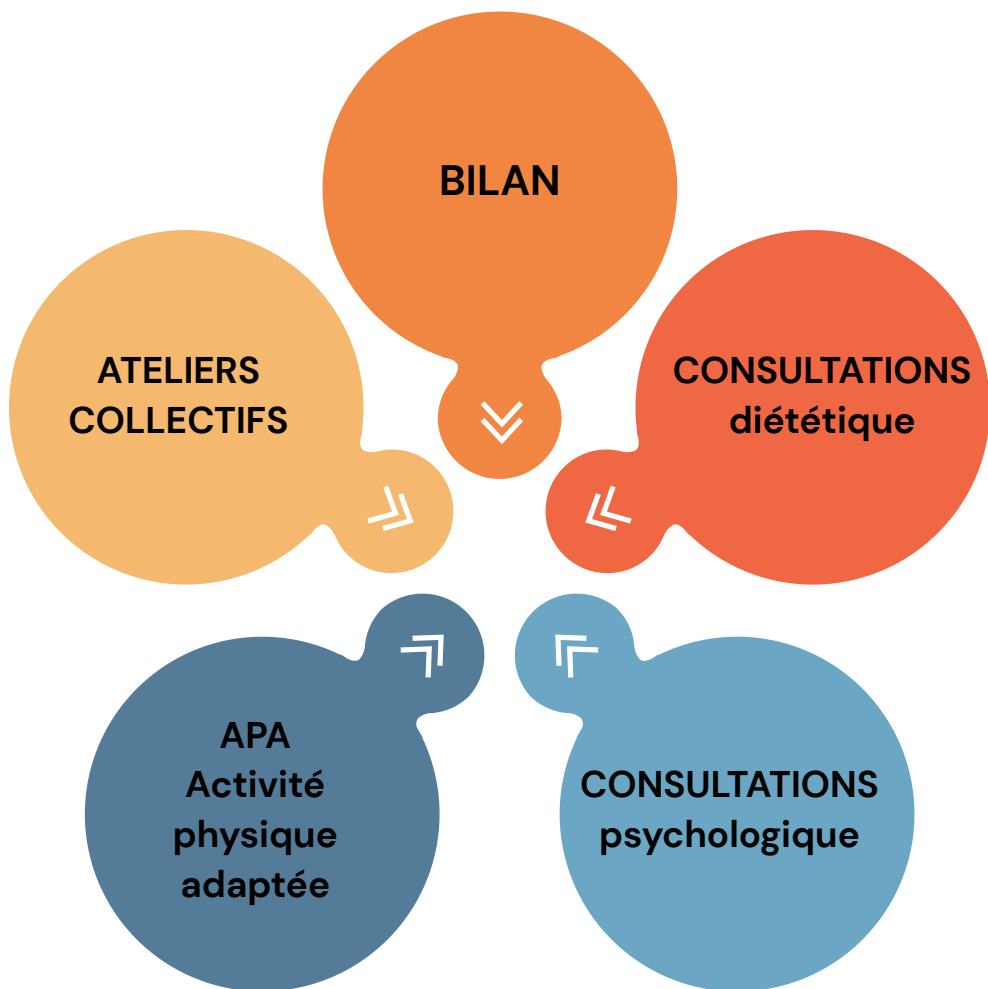 BILAN
ATELIERS
COLLECTIFS
CONSULTATIONS
diététique
APA
Activité
physique
adaptée
CONSULTATIONS
psychologique